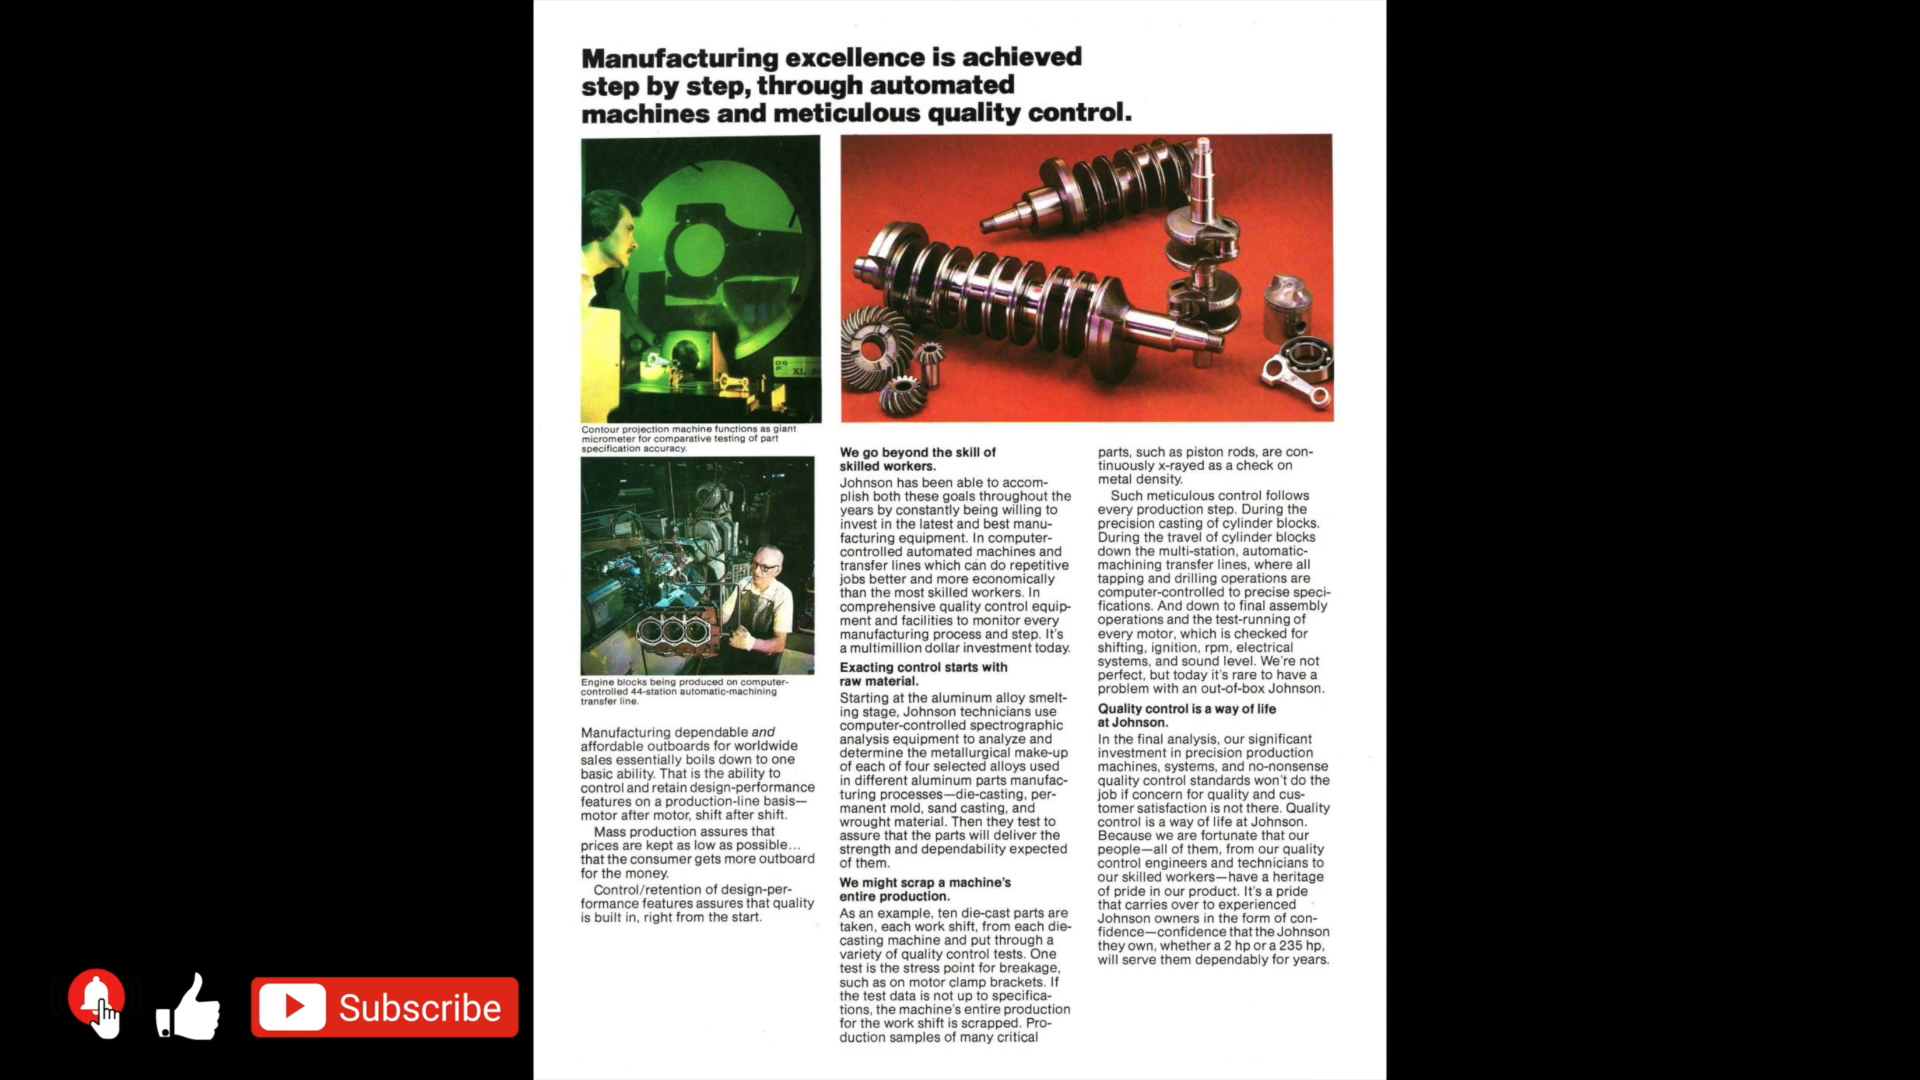 Manufacturing excellence is achieved
step by step, through automated
machines and meticulous quality control.
Contour projection machine functions as giant
micrometer for comparative testing of part
specification accuracy.
Engine blocks being produced on computer-
controlled 44-station automatic-machining
transfer line.
Manufacturing dependable and
affordable outboards for worldwide
sales essentially boils down to one
basic ability. That is the ability to
control and retain design-performance
features on a production-line basis—
motor after motor, shift after shift.
Mass production assures that
prices are kept as low as possible...
that the consumer gets more outboard
for the money.
Control/retention of design-per-
formance features assures that quality
is built in, right from the start.
We go beyond the skill of
skilled workers.
Johnson has been able to accom-
plish both these goals throughout the
years by constantly being willing to
invest in the latest and best manu-
facturing equipment. In computer-
controlled automated machines and
transfer lines which can do repetitive
jobs better and more economically
than the most skilled workers. In
comprehensive quality control equip-
ment and facilities to monitor every
manufacturing process and step. It's
a multimillion dollar investment today.
Exacting control starts with
raw material.
Starting at the aluminum alloy smelt-
ing stage, Johnson technicians use
computer-controlled spectrographic
analysis equipment to analyze and
determine the metallurgical make-up
of each of four selected alloys used
in different aluminum parts manufac-
turing processes—die-casting, per-
manent mold, sand casting, and
wrought material. Then they test to
assure that the parts will deliver the
strength and dependability expected
of them.
We might scrap a machine's
entire production.
As an example, ten die-cast parts are
taken, each work shift, from each die-
casting machine and put through a
variety of quality control tests. One
test is the stress point for breakage,
such as on motor clamp brackets. If
the test data is not up to specifica-
tions, the machine's entire production
for the work shift is scrapped. Pro-
duction samples of many critical
parts, such as piston rods, are con-
tinuously x-rayed as a check on
metal density.
Such meticulous control follows
every production step. During the
precision casting of cylinder blocks.
During the travel of cylinder blocks
down the multi-station, automatic-
machining transfer lines, where all
tapping and drilling operations are
computer-controlled to precise speci-
fications. And down to final assembly
operations and the test-running of
every motor, which is checked for
shifting, ignition, rpm, electrical
systems, and sound level. We're not
perfect, but today it's rare to have a
problem with an out-of-box Johnson.
Quality control is a way of life
at Johnson.
In the final analysis, our significant
investment in precision production
machines, systems, and no-nonsense
quality control standards won't do the
job if concern for quality and cus-
tomer satisfaction is not there. Quality
control is a way of life at Johnson.
Because we are fortunate that our
people—all of them, from our quality
control engineers and technicians to
our skilled workers—have a heritage
of pride in our product. It's a pride
that carries over to experienced
Johnson owners in the form of con-
fidence—confidence that the Johnson
they own, whether a 2 hp or a 235 hp,
will serve them dependably for years.
Subscribe